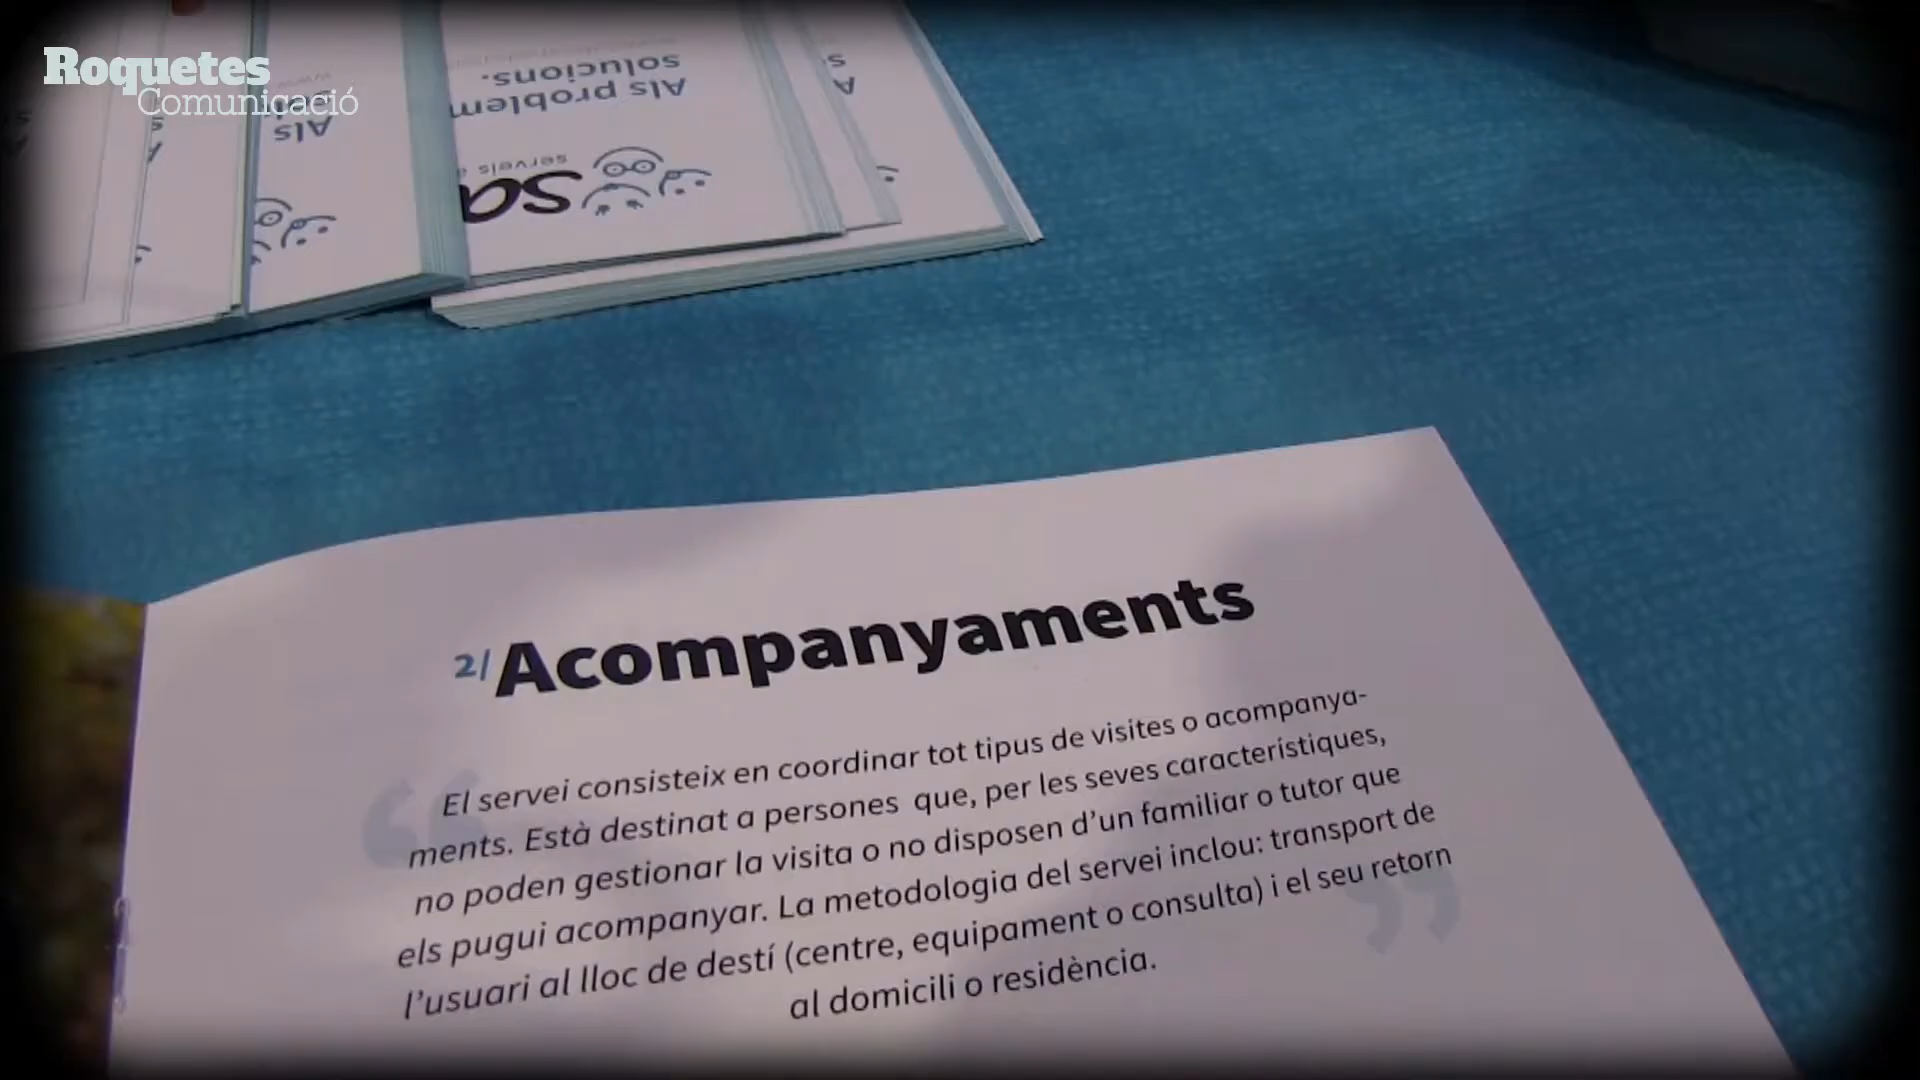 Roquetes
Comunicació
Als problem
solucions.
serveis
Als
2/Acompanyaments
El servei consisteix en coordinar tot tipus de visites o acompanya-
ments. Està destinat a persones que, per les seves característiques,
no poden gestionar la visita o no disposen d'un familiar o tutor que
els pugui acompanyar. La metodologia del servei inclou: transport de
l'usuari al lloc de destí (centre, equipament o consulta) i el seu retorn
al domicili o residència.